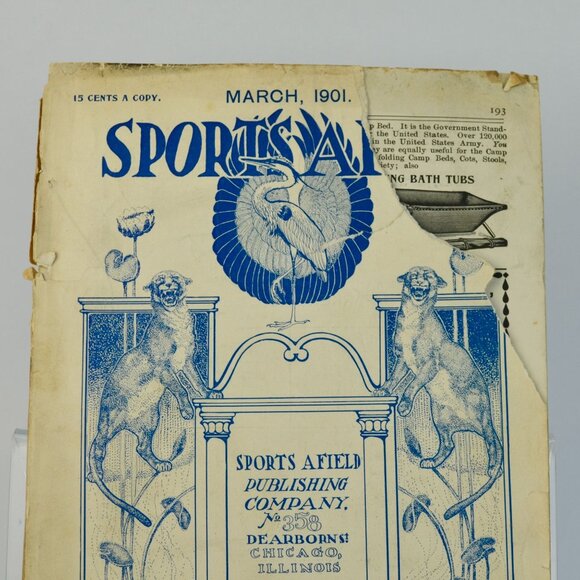 15 CENTS A COPY.
MARCH, 1901.
193
SPORTS A
Bed. It is the Government Stand-
the United States. Over 120,000
in the United States Army. You
are equally useful for the Camp
folding Camp Beds, Cots, Stools,
; also
NG BATH TUBS
SPORTS AFIELD
PUBLISHING
COMPANY,
No 358
DEARBORN ST
CHICAGO,
ILLINOIS